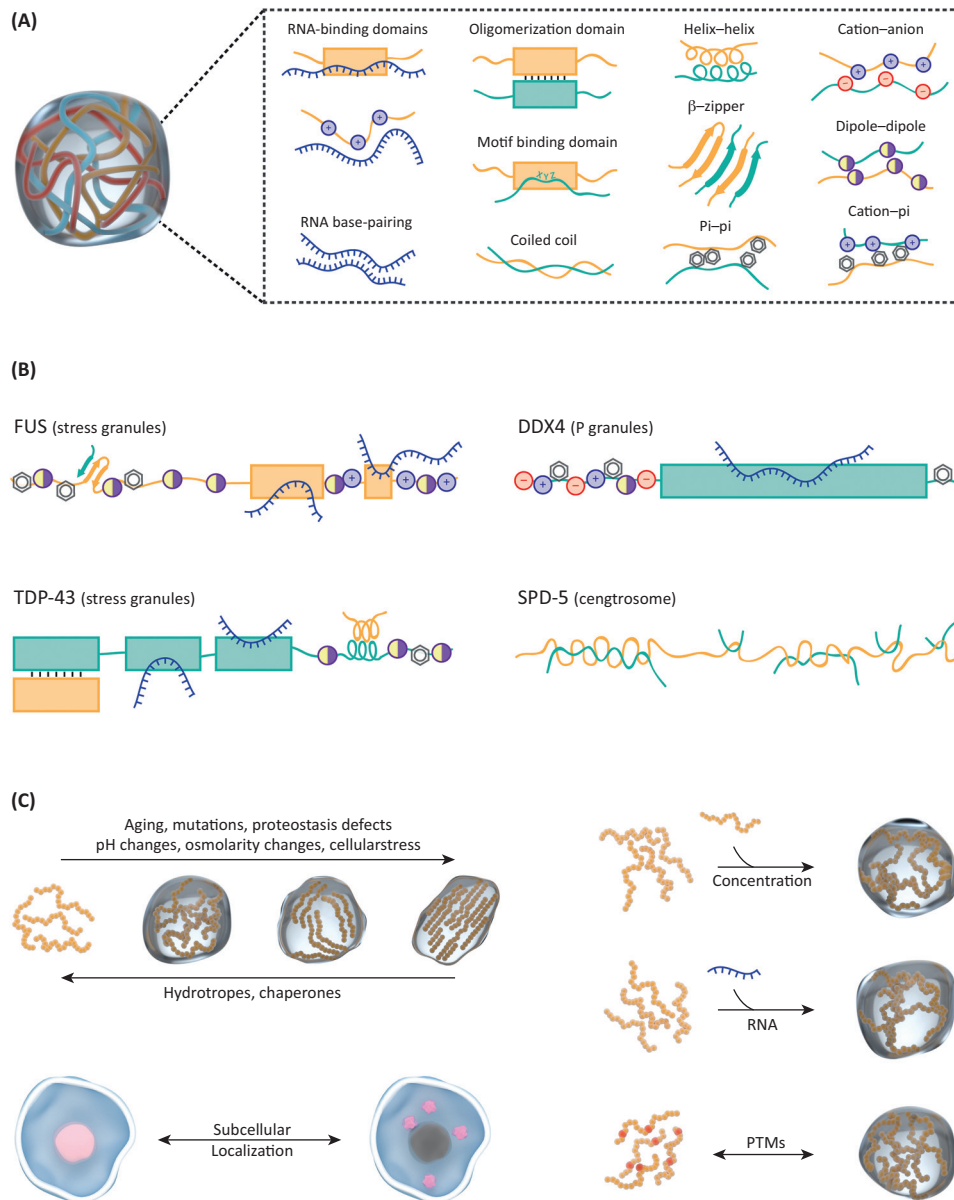 (A)
RNA-binding domains
Oligomerization domain
Helix–helix
Cation–anion
β-zipper
Motif binding domain
XYZ
Dipole–dipole
RNA base-pairing
Coiled coil
Pi–pi
Cation–pi
(B)
FUS (stress granules)
DDX4 (P granules)
TDP-43 (stress granules)
SPD-5 (cengtrosome)
(C)
Aging, mutations, proteostasis defects
pH changes, osmolarity changes, cellularstress
Hydrotropes, chaperones
Concentration
RNA
Subcellular
Localization
PTMs